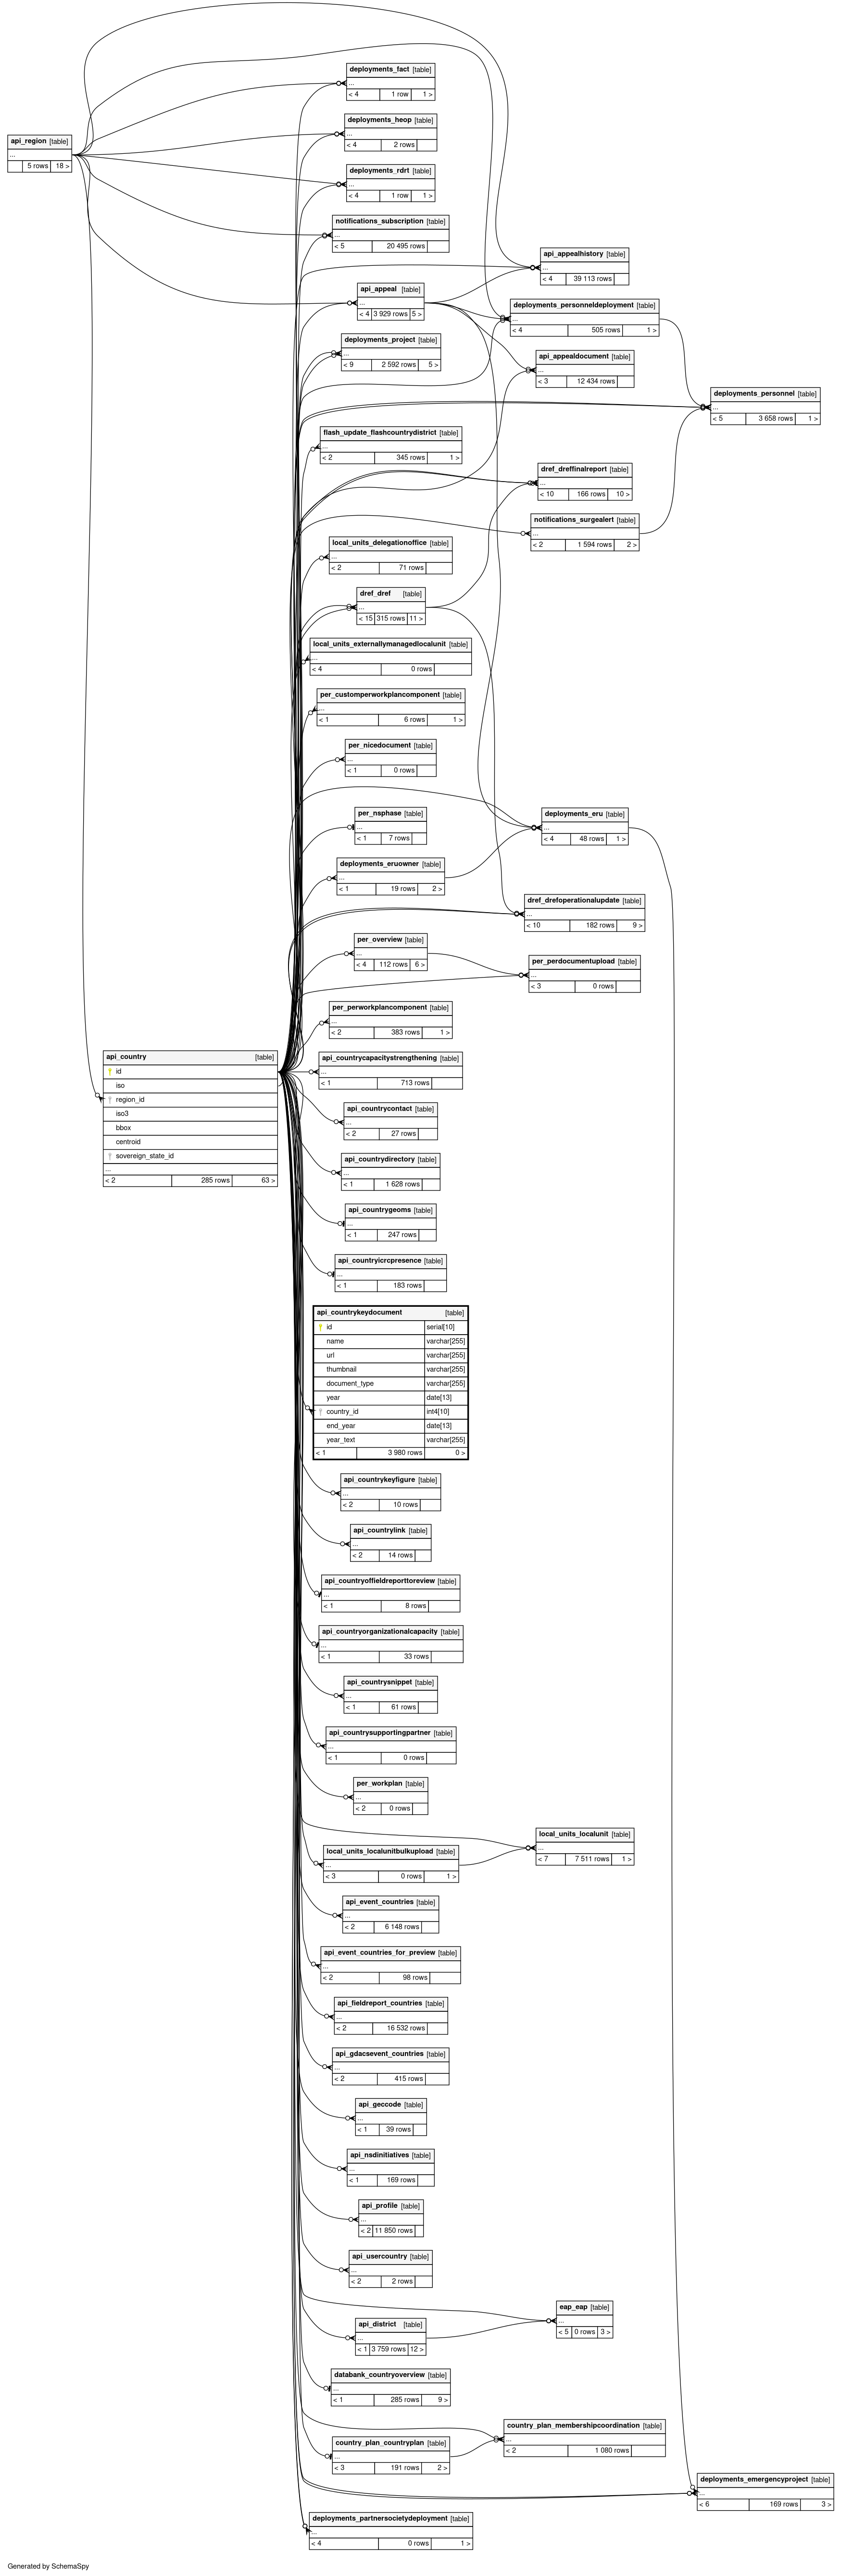 deployments_fact [table]
...
< 4 1 row 1 >
deployments_heop [table]
...
< 4 2 rows
api_region [table]
...
5 rows 18 >
deployments_rdrt [table]
...
< 4 1 row 1 >
notifications_subscription [table]
...
< 5 20 495 rows
api_appealhistory [table]
...
< 4 39 113 rows
api_appeal [table]
...
< 4 3 929 rows 5 >
deployments_personneldeployment [table]
...
< 4 505 rows 1 >
deployments_project [table]
...
< 9 2 592 rows 5 >
api_appealdocument [table]
...
< 3 12 434 rows
deployments_personnel [table]
...
< 5 3 658 rows 1 >
flash_update_flashcountrydistrict [table]
...
< 2 345 rows 1 >
dref_dreffinalreport [table]
...
< 10 166 rows 10 >
notifications_surgealert [table]
...
< 2 1 594 rows 2 >
local_units_delegationoffice [table]
...
< 2 71 rows
dref_dref [table]
...
< 15 315 rows 11 >
local_units_externallymanagedlocalunit [table]
...
< 4 0 rows
per_customperworkplancomponent [table]
...
< 1 6 rows 1 >
per_nicedocument [table]
...
< 1 0 rows
per_nsphase [table]
...
< 1 7 rows
deployments_eru [table]
...
< 4 48 rows 1 >
deployments_eruowner [table]
...
< 1 19 rows 2 >
dref_drefoperationalupdate [table]
...
< 10 182 rows 9 >
per_overview [table]
...
< 4 112 rows 6 >
per_perdocumentupload [table]
...
< 3 0 rows
per_perworkplancomponent [table]
...
< 2 383 rows 1 >
api_country [table]
id
iso
region_id
iso3
bbox
centroid
sovereign_state_id
...
< 2 285 rows 63 >
api_countrycapacitystrengthening [table]
...
< 1 713 rows
api_countrycontact [table]
...
< 2 27 rows
api_countrydirectory [table]
...
< 1 1 628 rows
api_countrygeoms [table]
...
< 1 247 rows
api_countryicrcpresence [table]
...
< 1 183 rows
api_countrykeydocument [table]
id serial[10]
name varchar[255]
url varchar[255]
thumbnail varchar[255]
document_type varchar[255]
year date[13]
country_id int4[10]
end_year date[13]
year_text varchar[255]
< 1 3 980 rows 0 >
api_countrykeyfigure [table]
...
< 2 10 rows
api_countrylink [table]
...
< 2 14 rows
api_countryoffieldreporttoreview [table]
...
< 1 8 rows
api_countryorganizationalcapacity [table]
...
< 1 33 rows
api_countrysnippet [table]
...
< 1 61 rows
api_countrysupportingpartner [table]
...
< 1 0 rows
per_workplan [table]
...
< 2 0 rows
local_units_localunit [table]
...
< 7 7 511 rows 1 >
local_units_localunitbulkupload [table]
...
< 3 0 rows 1 >
api_event_countries [table]
...
< 2 6 148 rows
api_event_countries_for_preview [table]
...
< 2 98 rows
api_fieldreport_countries [table]
...
< 2 16 532 rows
api_gdacsevent_countries [table]
...
< 2 415 rows
api_geccode [table]
...
< 1 39 rows
api_nsdinitiatives [table]
...
< 1 169 rows
api_profile [table]
...
< 2 11 850 rows
api_usercountry [table]
...
< 2 2 rows
eap_eap [table]
...
< 5 0 rows 3 >
api_district [table]
...
< 1 3 759 rows 12 >
databank_countryoverview [table]
...
< 1 285 rows 9 >
country_plan_membershipcoordination [table]
...
< 2 1 080 rows
country_plan_countryplan [table]
...
< 3 191 rows 2 >
deployments_emergencyproject [table]
...
< 6 169 rows 3 >
deployments_partnersocietydeployment [table]
...
< 4 0 rows 1 >
Generated by SchemaSpy